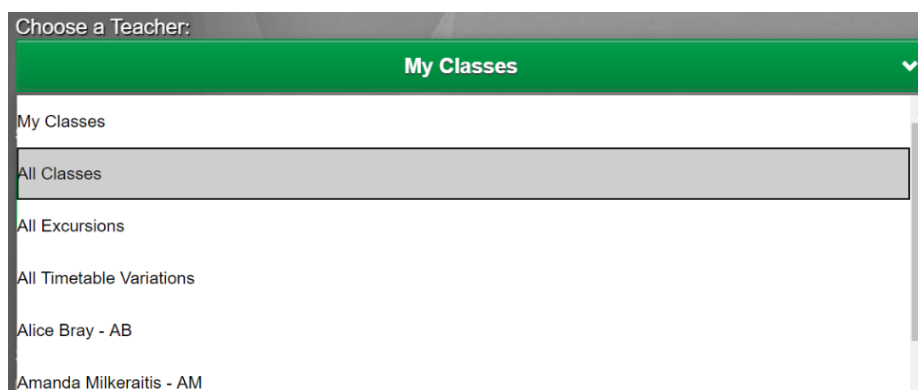 Choose a Teacher:
My Classes
My Classes
All Classes
All Excursions
All Timetable Variations
Alice Bray - AB
Amanda Milkeraitis - AM